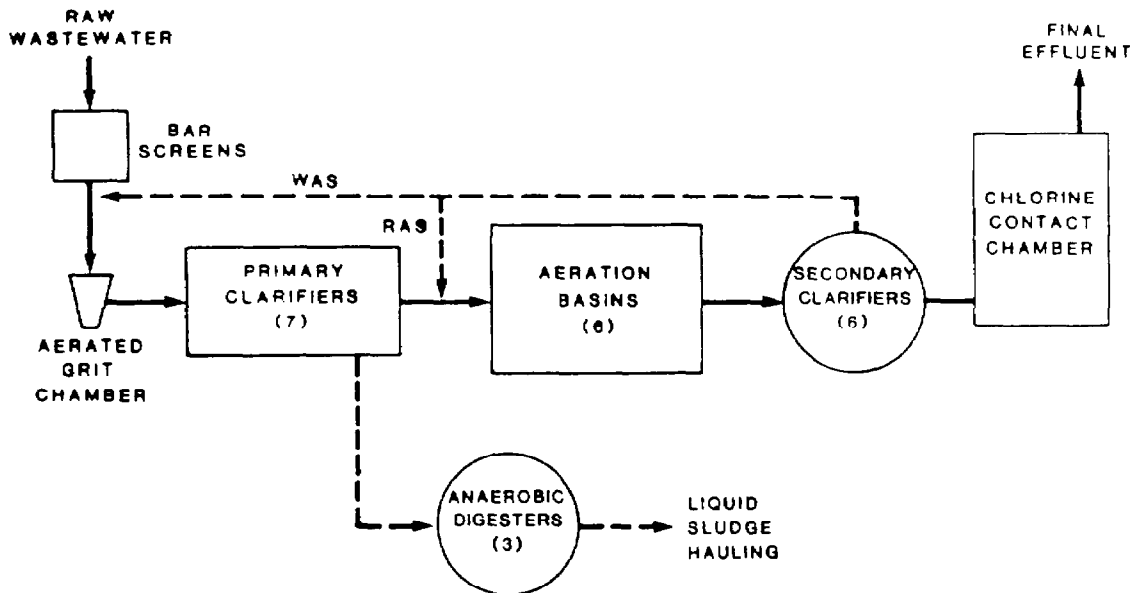 RAW
WASTEWATER
BAR
SCREENS
WAS
RAS
AERATED
GRIT
CHAMBER
PRIMARY
CLARIFIERS
(7)
AERATION
BASINS
(6)
SECONDARY
CLARIFIERS
(6)
CHLORINE
CONTACT
CHAMBER
FINAL
EFFLUENT
ANAEROBIC
DIGESTERS
(3)
LIQUID
SLUDGE
HAULING